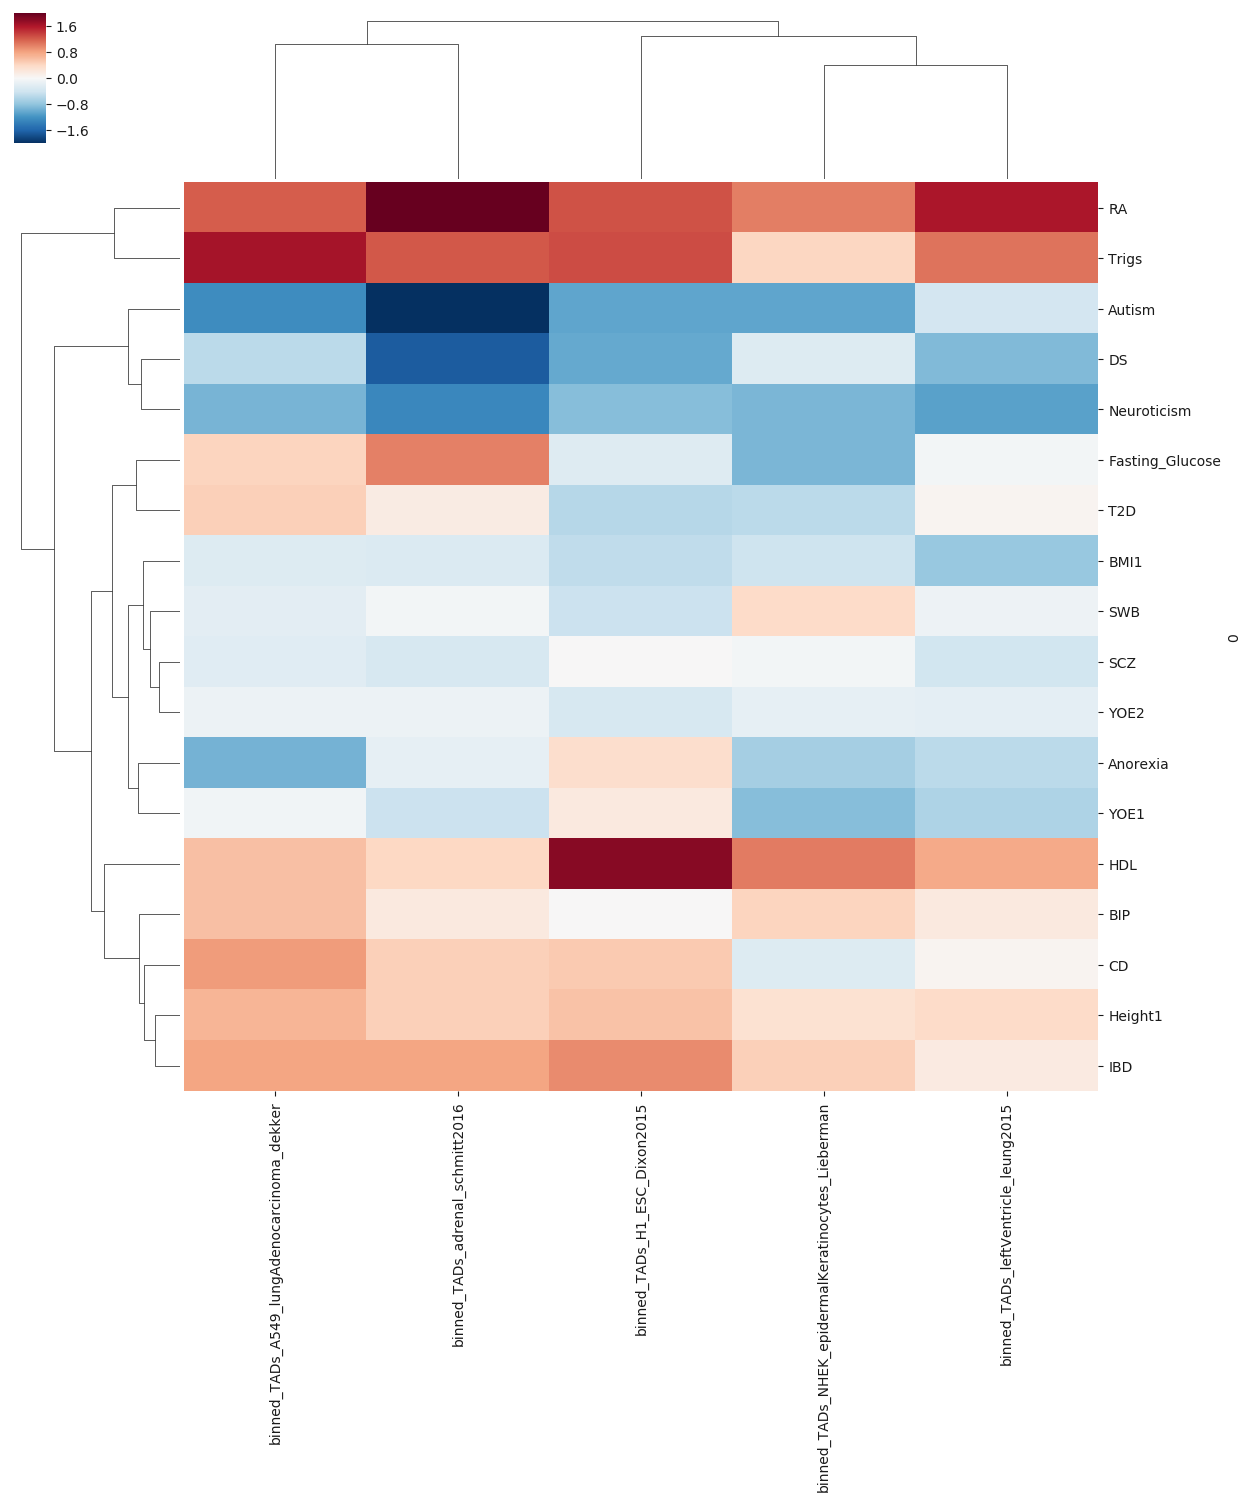 1.6
0.8
0.0
−0.8
−1.6
RA
Trigs
Autism
DS
Neuroticism
Fasting_Glucose
T2D
BMI1
SWB
SCZ
YOE2
Anorexia
YOE1
HDL
BIP
CD
Height1
IBD
0
binned_TADs_A549_lungAdenocarcinoma_dekker
binned_TADs_adrenal_schmitt2016
binned_TADs_H1_ESC_Dixon2015
binned_TADs_NHEK_epidermalKeratinocytes_Lieberman
binned_TADs_leftVentricle_leung2015